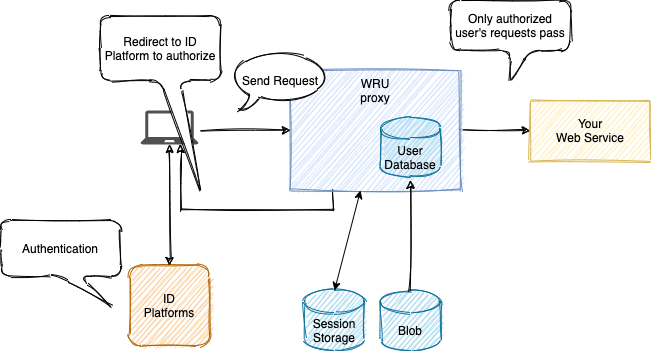 Only authorized
user's requests pass
Redirect to ID
Platform to authorize
Send Request
WRU
proxy
User
Database
Your
Web Service
Authentication
ID
Platforms
Session
Storage
Blob